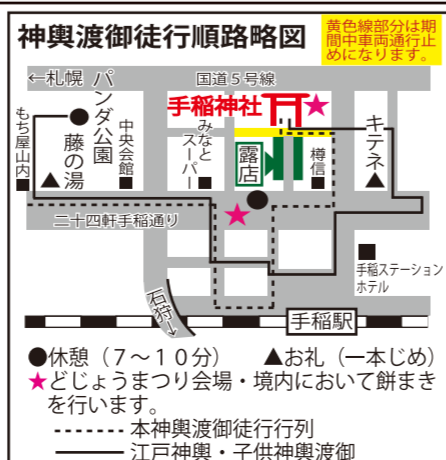 神輿渡御徒行順路略図
黄色線部分は期
間中車両通行止
めになります。
←札幌
国道5号線
パンダ公園
手稲神社
もち屋山内
藤の湯
中央会館
みなと
スーパー
露店
樽信
キテネ
二十四軒手稲通り
手稲ステーション
ホテル
石狩→
手稲駅
●休憩（7～10分）　▲お礼（一本じめ）
★どじょうまつり会場・境内において餅まき
を行います。
------- 本神輿渡御徒行行列
――― 江戸神輿・子供神輿渡御